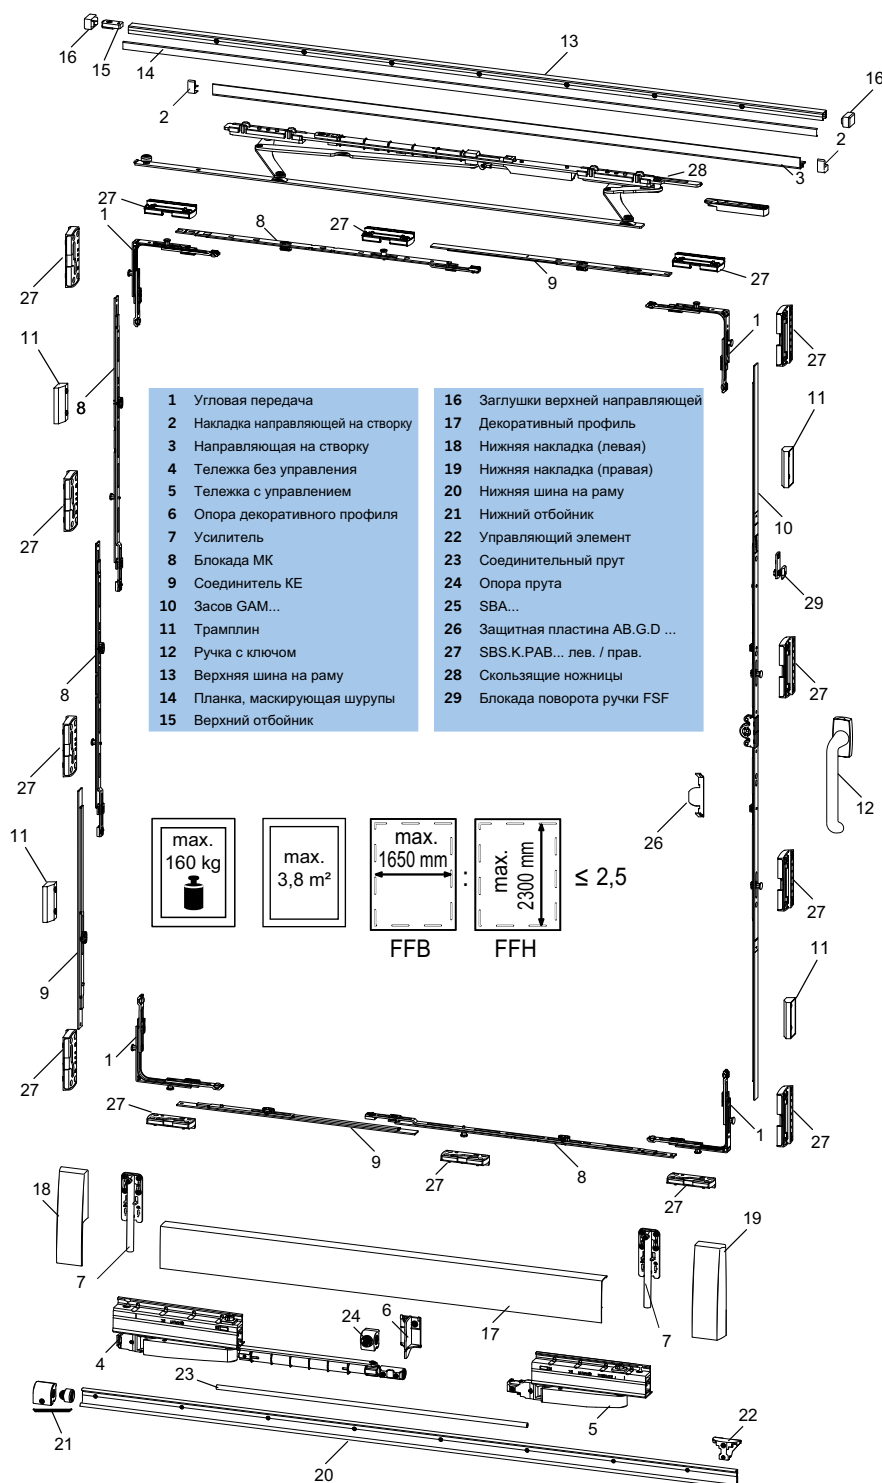 16
15
14
13
16
2
2
3
28
27
1
8
27
9
27
27
1
27
11
8
11
27
10
29
8
27
27
12
26
11
27
9
11
27
1
1
27
27
9
27
8
27
1 Угловая передача
2 Накладка направляющей на створку
3 Направляющая на створку
4 Тележка без управления
5 Тележка с управлением
6 Опора декоративного профиля
7 Усилитель
8 Блокада МК
9 Соединитель КЕ
10 Засов GAM...
11 Трамплин
12 Ручка с ключом
13 Верхняя шина на раму
14 Планка, маскирующая шурупы
15 Верхний отбойник
16 Заглушки верхней направляющей
17 Декоративный профиль
18 Нижняя накладка (левая)
19 Нижняя накладка (правая)
20 Нижняя шина на раму
21 Нижний отбойник
22 Управляющий элемент
23 Соединительный прут
24 Опора прута
25 SBA...
26 Защитная пластина AB.G.D ...
27 SBS.K.PAB... лев. / прав.
28 Скользящие ножницы
29 Блокада поворота ручки FSF
max.
160 kg
max.
3,8 m²
max.
1650 mm
:
max.
2300 mm
≤ 2,5
FFB
FFH
18
7
17
7
19
4
24
6
5
23
21
20
22